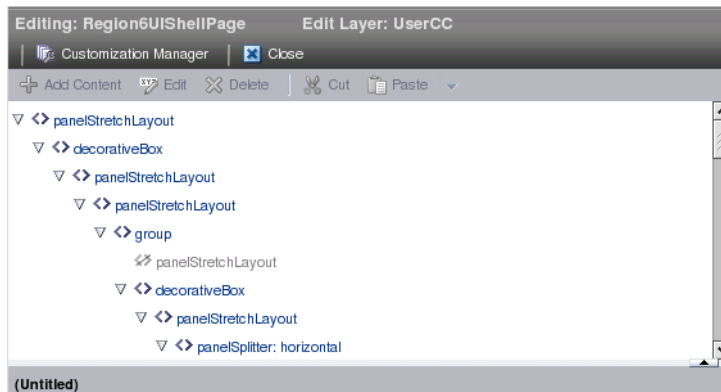 Editing: Region6UIShellPage Edit Layer: UserCC
Customization Manager Close
Add Content XYZ Edit Delete Cut Paste
panelStretchLayout
decorativeBox
panelStretchLayout
panelStretchLayout
group
panelStretchLayout
decorativeBox
panelStretchLayout
panelSplitter: horizontal
(Untitled)